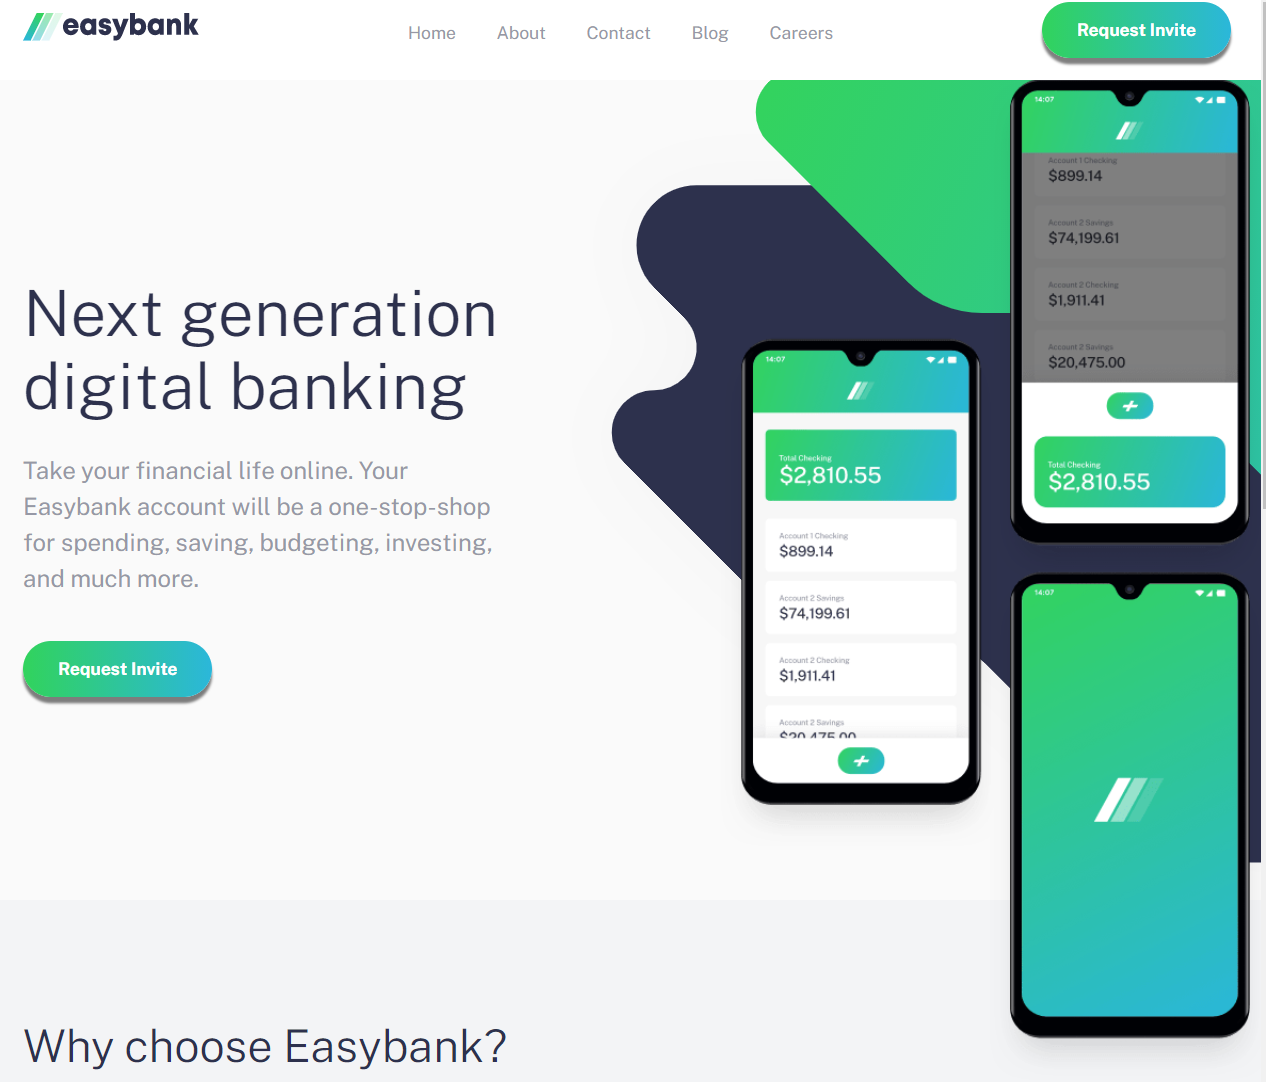 easybank
Home About Contact Blog Careers
Request Invite
Next generation
digital banking
Take your financial life online. Your
Easybank account will be a one-stop-shop
for spending, saving, budgeting, investing,
and much more.
Request Invite
14:07
Total Checking
$2,810.55
Account 1 Checking
$899.14
Account 2 Savings
$74,199.61
Account 2 Checking
$1,911.41
Account 2 Savings
$20,475.00
14:07
Account 1 Checking
$899.14
Account 2 Savings
$74,199.61
Account 2 Checking
$1,911.41
Account 2 Savings
$20,475.00
Total Checking
$2,810.55
14:07
Why choose Easybank?